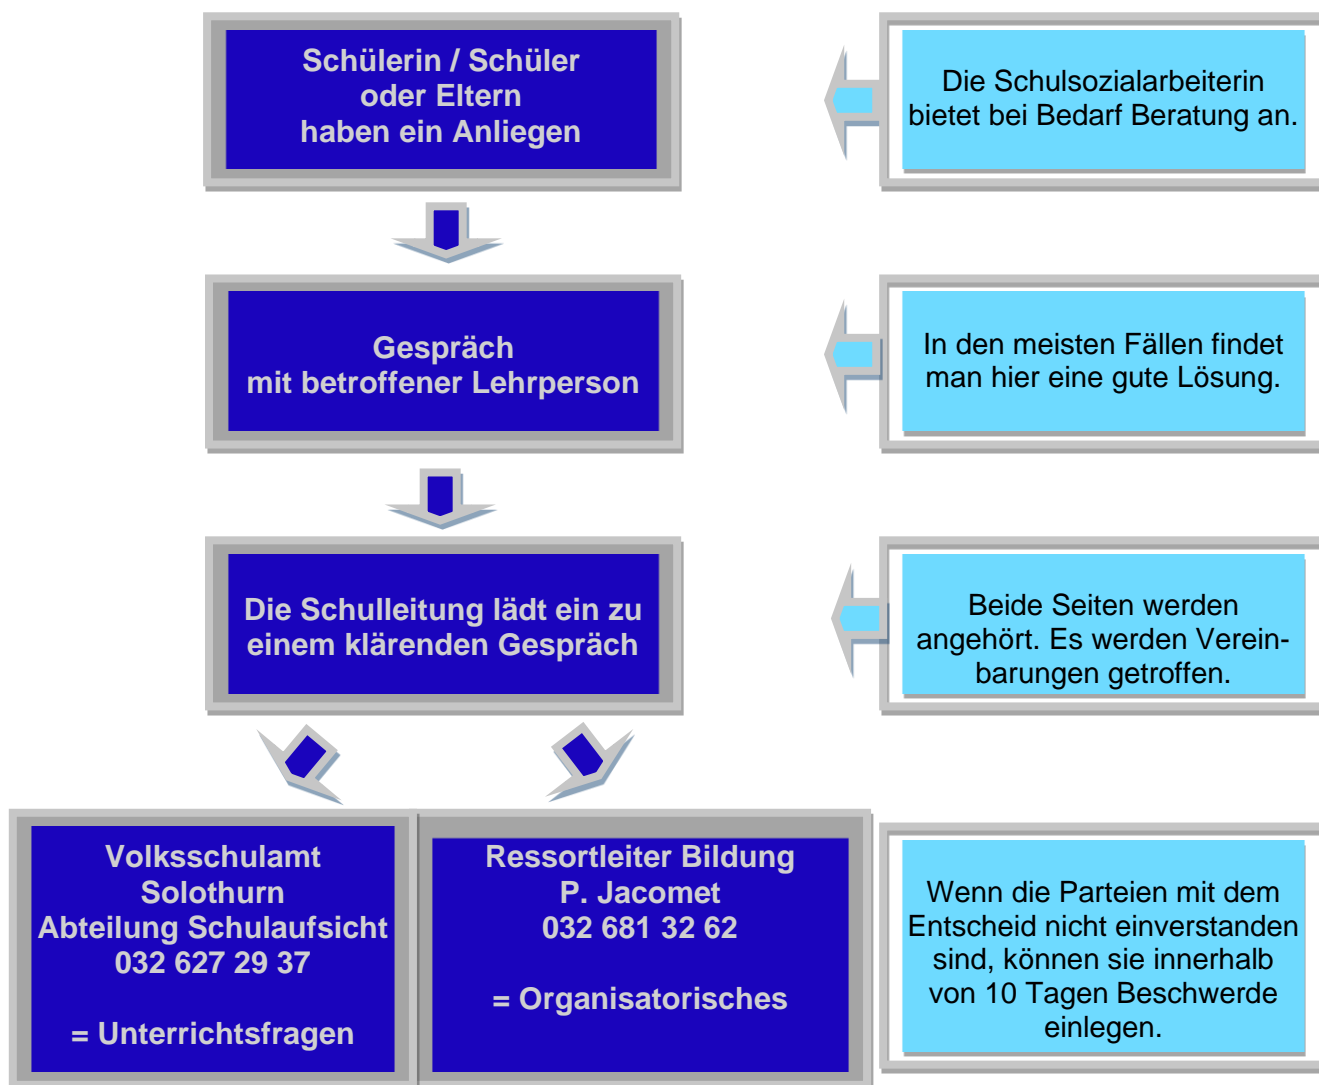 Schülerin / Schüler
oder Eltern
haben ein Anliegen
Die Schulsozialarbeiterin
bietet bei Bedarf Beratung an.
Gespräch
mit betroffener Lehrperson
In den meisten Fällen findet
man hier eine gute Lösung.
Die Schulleitung lädt ein zu
einem klärenden Gespräch
Beide Seiten werden
angehört. Es werden Verein-
barungen getroffen.
Volksschulamt
Solothurn
Abteilung Schulaufsicht
032 627 29 37
= Unterrichtsfragen
Ressortleiter Bildung
P. Jacomet
032 681 32 62
= Organisatorisches
Wenn die Parteien mit dem
Entscheid nicht einverstanden
sind, können sie innerhalb
von 10 Tagen Beschwerde
einlegen.